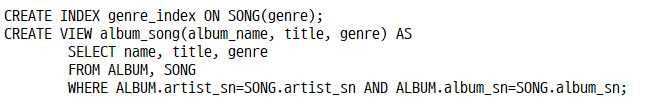 CREATE INDEX genre_index ON SONG(genre);
CREATE VIEW album_song(album_name, title, genre) AS
SELECT name, title, genre
FROM ALBUM, SONG
WHERE ALBUM.artist_sn=SONG.artist_sn AND ALBUM.album_sn=SONG.album_sn;